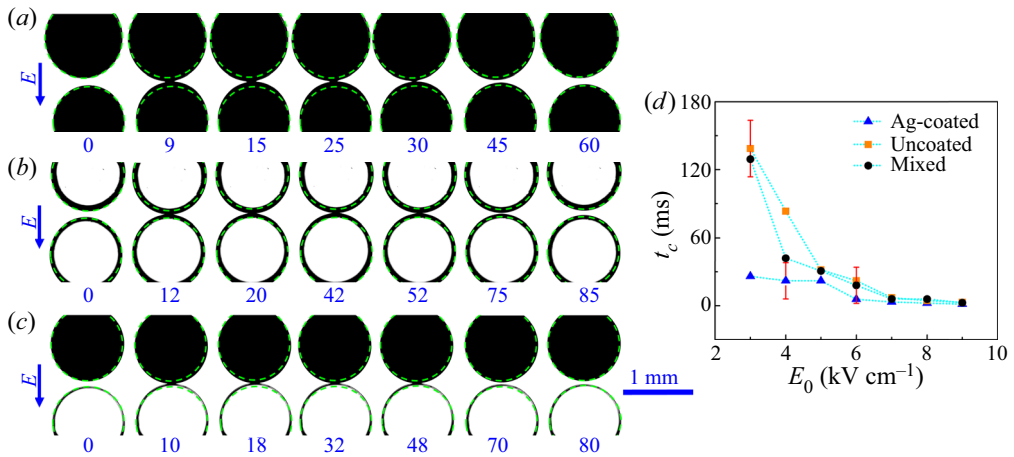 (a)
E
0 9 15 25 30 45 60
(b)
E
0 12 20 42 52 75 85
(c)
E
0 10 18 32 48 70 80
1 mm
(d)
180
120
60
0
t_c (ms)
Ag-coated
Uncoated
Mixed
2 4 6 8 10
E₀ (kV cm⁻¹)